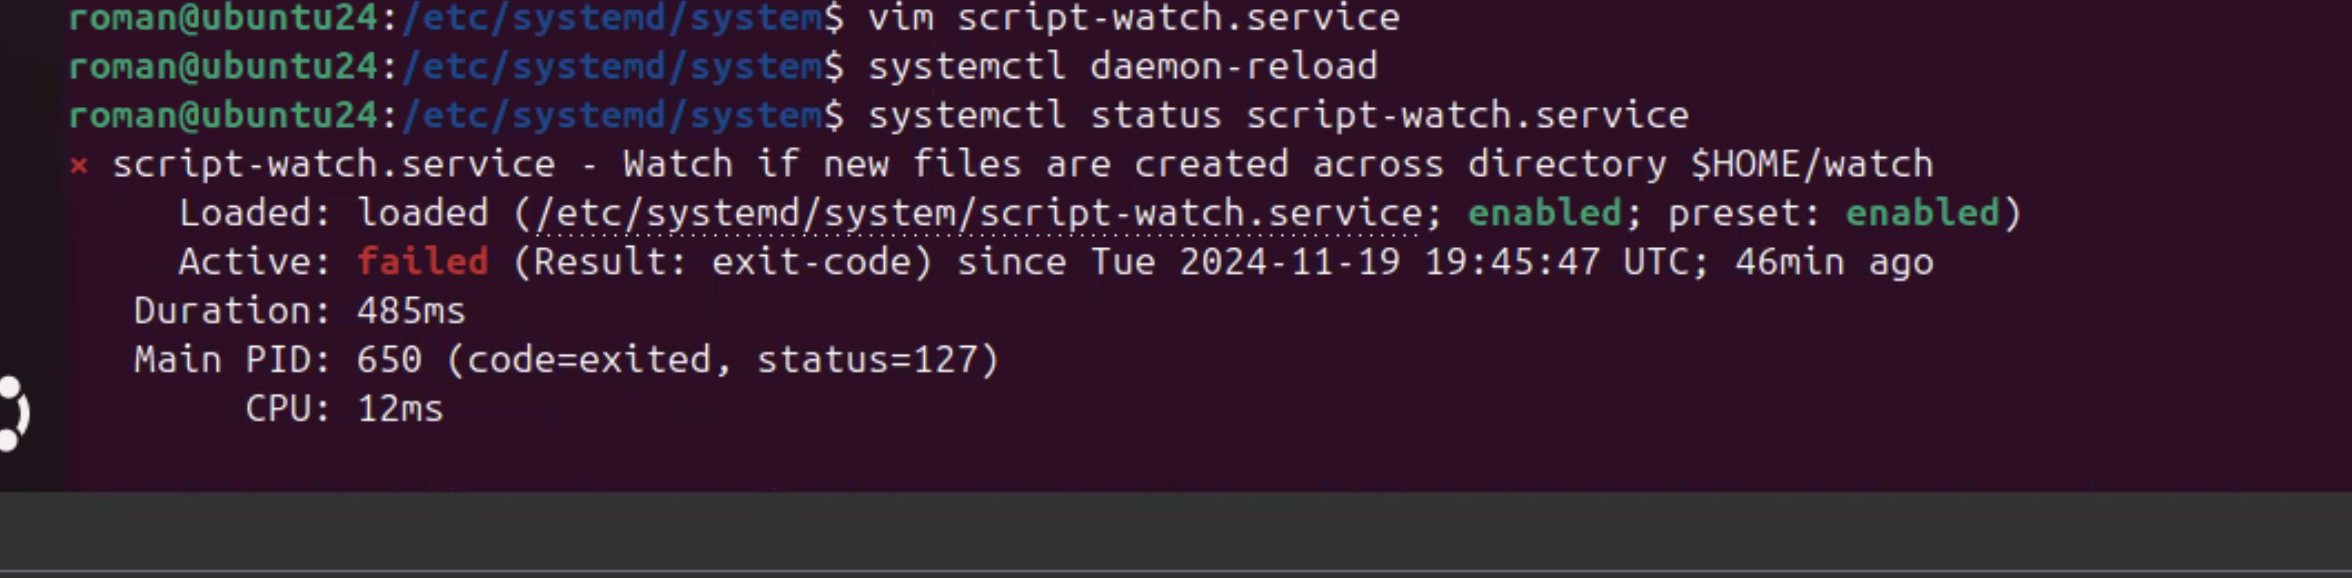 roman@ubuntu24:/etc/systemd/system$ vim script-watch.service
roman@ubuntu24:/etc/systemd/system$ systemctl daemon-reload
roman@ubuntu24:/etc/systemd/system$ systemctl status script-watch.service
× script-watch.service - Watch if new files are created across directory $HOME/watch
Loaded: loaded (/etc/systemd/system/script-watch.service; enabled; preset: enabled)
Active: failed (Result: exit-code) since Tue 2024-11-19 19:45:47 UTC; 46min ago
Duration: 485ms
Main PID: 650 (code=exited, status=127)
CPU: 12ms